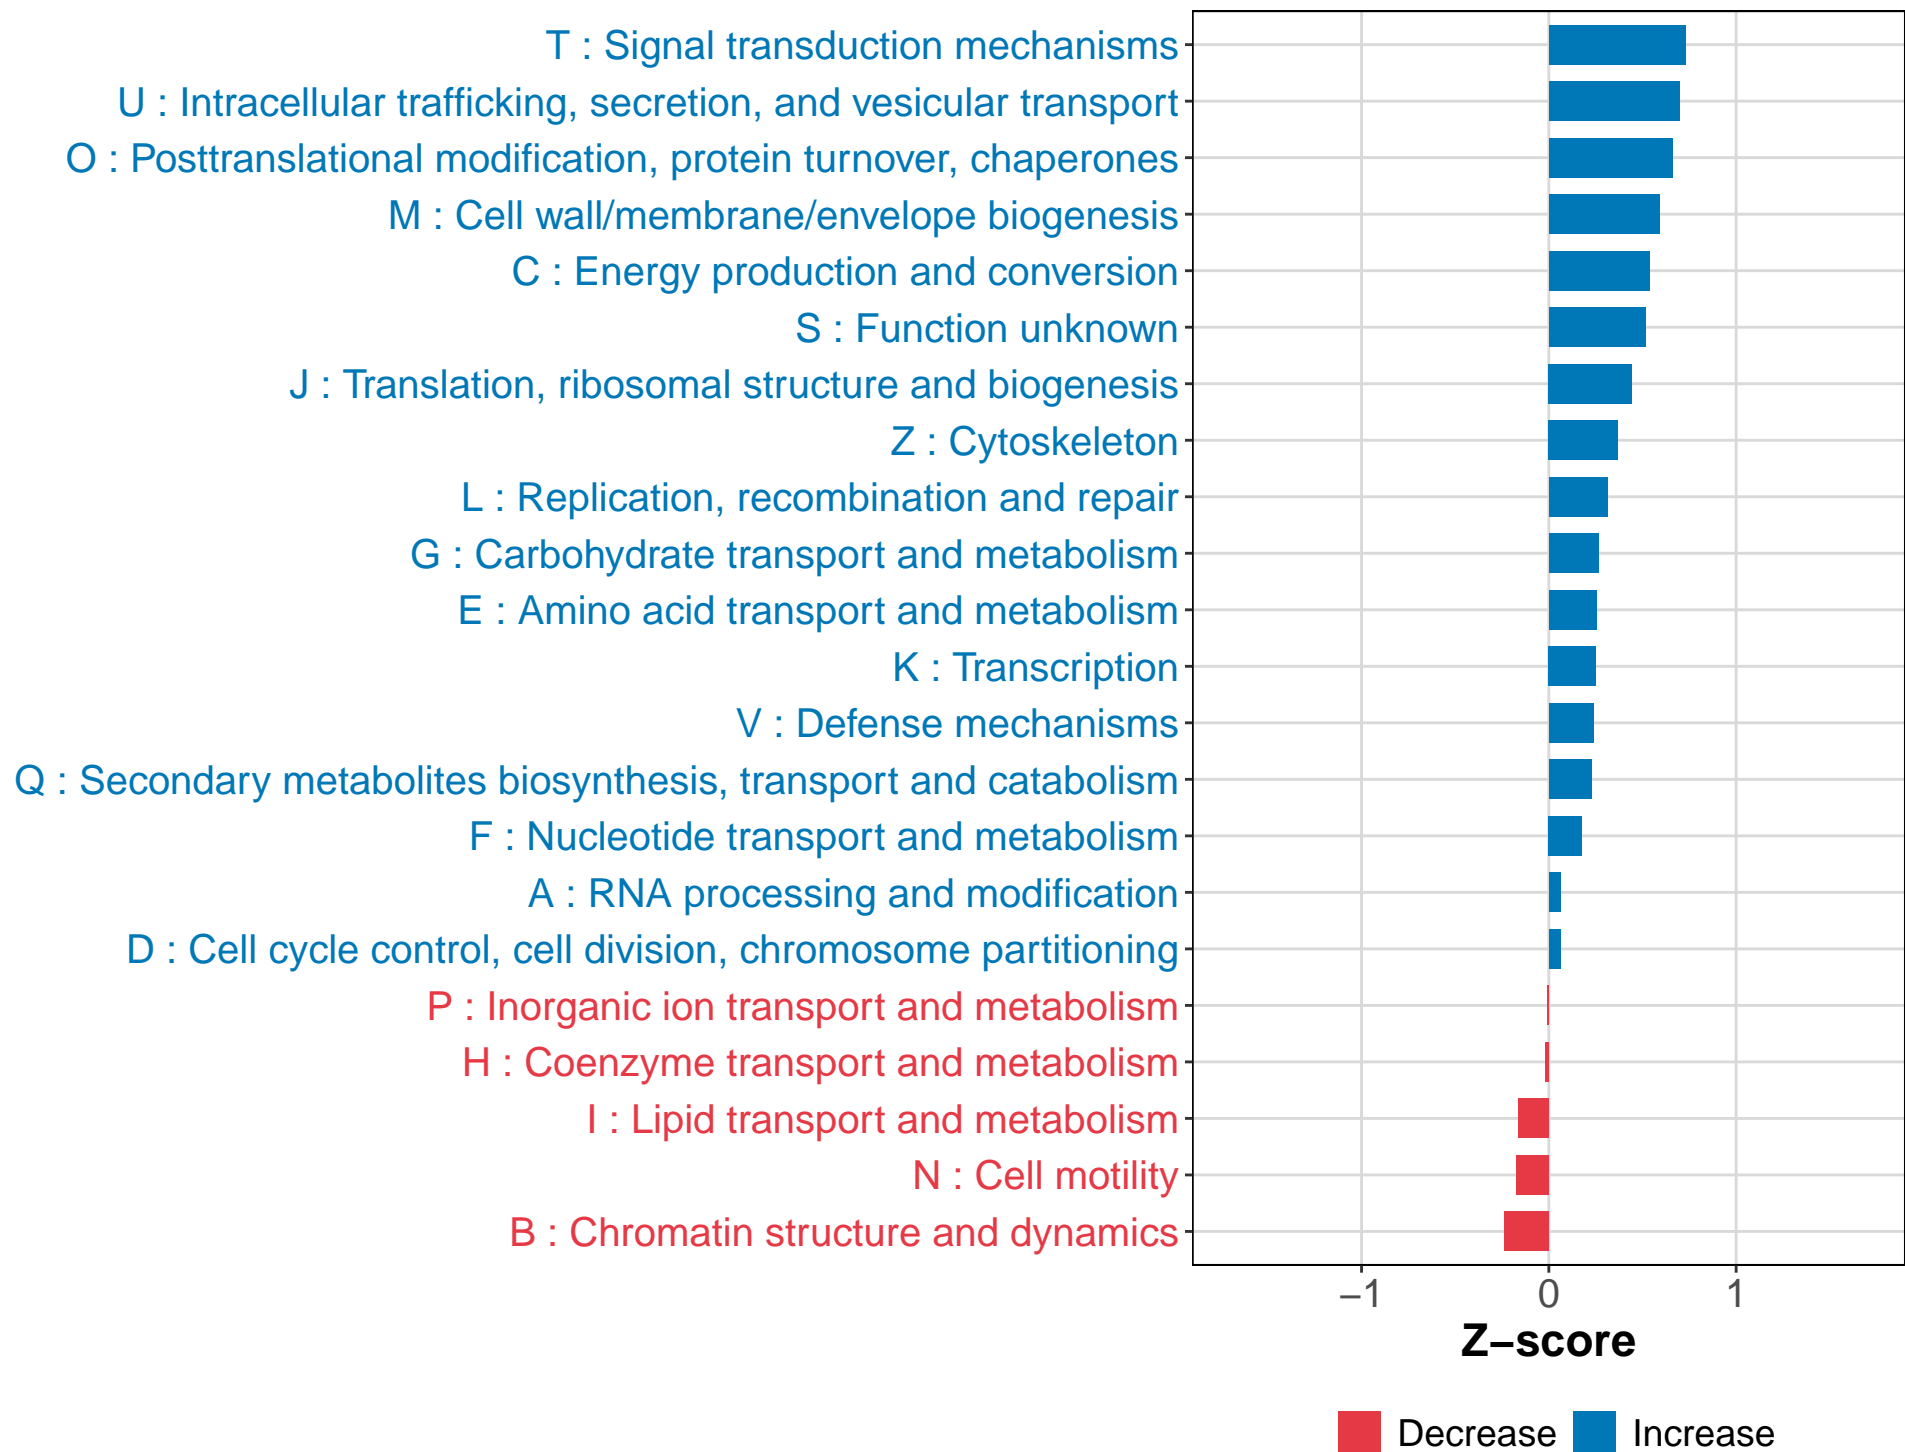 T : Signal transduction mechanisms
U : Intracellular trafficking, secretion, and vesicular transport
O : Posttranslational modification, protein turnover, chaperones
M : Cell wall/membrane/envelope biogenesis
C : Energy production and conversion
S : Function unknown
J : Translation, ribosomal structure and biogenesis
Z : Cytoskeleton
L : Replication, recombination and repair
G : Carbohydrate transport and metabolism
E : Amino acid transport and metabolism
K : Transcription
V : Defense mechanisms
Q : Secondary metabolites biosynthesis, transport and catabolism
F : Nucleotide transport and metabolism
A : RNA processing and modification
D : Cell cycle control, cell division, chromosome partitioning
P : Inorganic ion transport and metabolism
H : Coenzyme transport and metabolism
I : Lipid transport and metabolism
N : Cell motility
B : Chromatin structure and dynamics
−1 0 1
Z−score
Decrease Increase